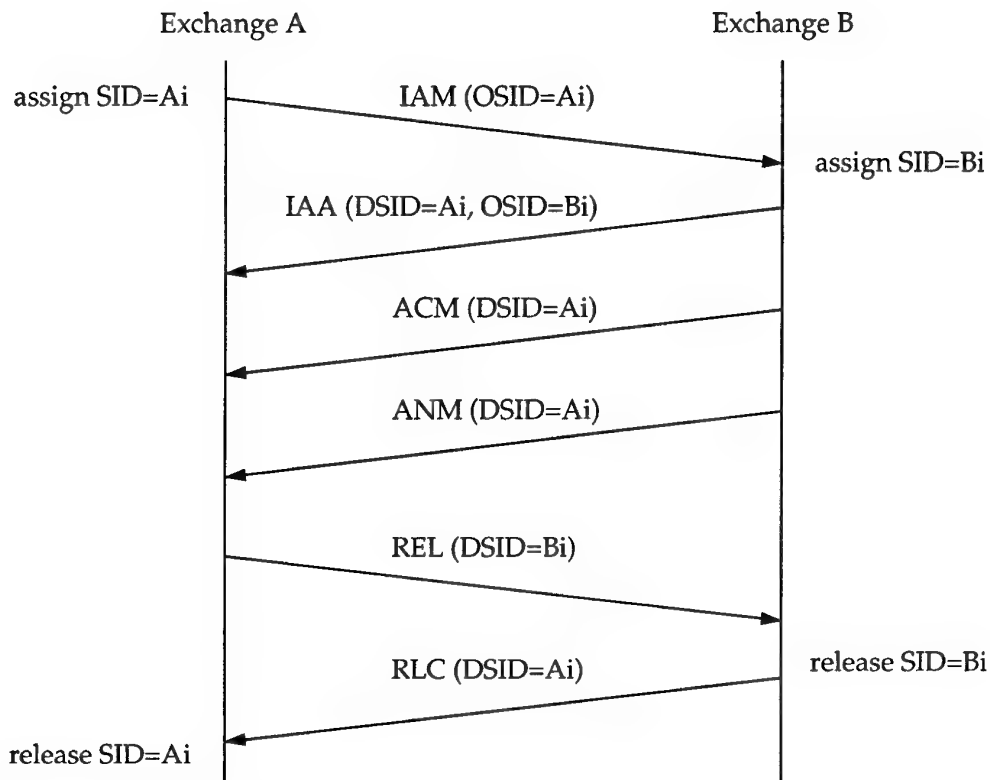 Exchange A
Exchange B
assign SID=Ai
IAM (OSID=Ai)
assign SID=Bi
IAA (DSID=Ai, OSID=Bi)
ACM (DSID=Ai)
ANM (DSID=Ai)
REL (DSID=Bi)
RLC (DSID=Ai)
release SID=Bi
release SID=Ai